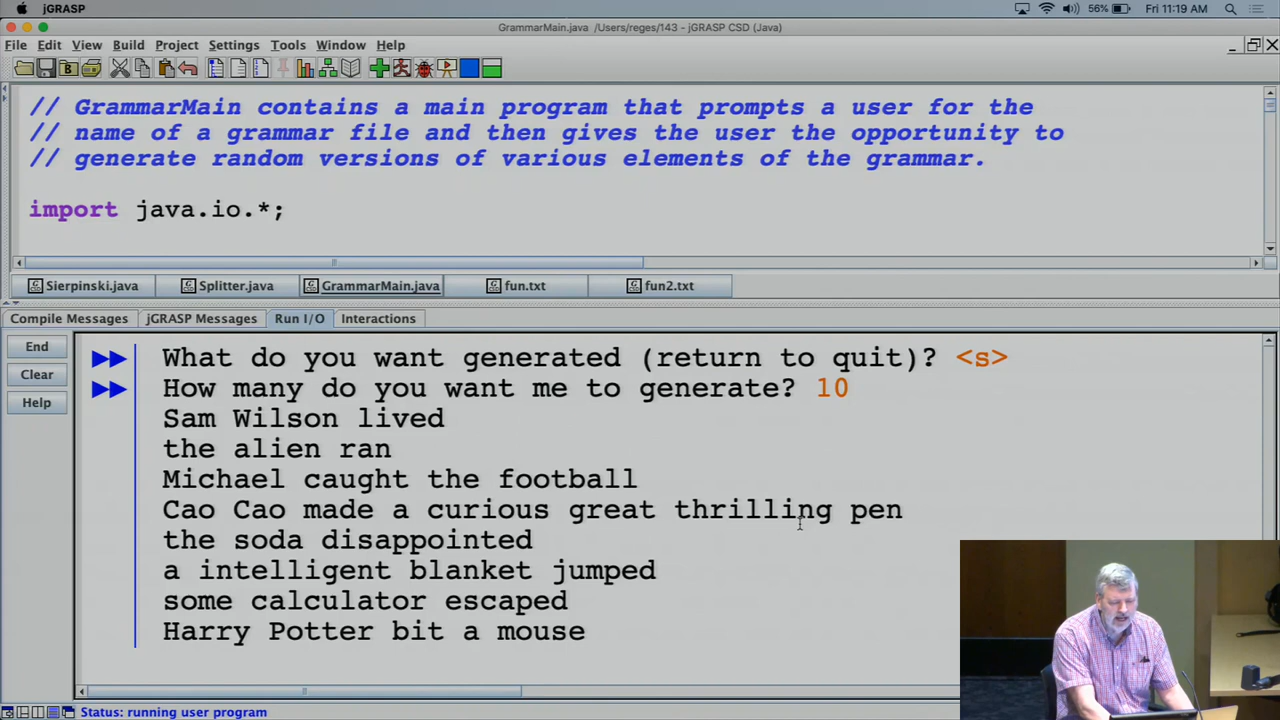 jGRASP
56%
Fri 11:19 AM
GrammarMain.java /Users/reges/143 - jGRASP CSD (Java)
File Edit View Build Project Settings Tools Window Help
// GrammarMain contains a main program that prompts a user for the
// name of a grammar file and then gives the user the opportunity to
// generate random versions of various elements of the grammar.
import java.io.*;
Sierpinski.java Splitter.java GrammarMain.java fun.txt fun2.txt
Compile Messages jGRASP Messages Run I/O Interactions
End
Clear
Help
What do you want generated (return to quit)? <s>
How many do you want me to generate? 10
Sam Wilson lived
the alien ran
Michael caught the football
Cao Cao made a curious great thrilling pen
the soda disappointed
a intelligent blanket jumped
some calculator escaped
Harry Potter bit a mouse
Status: running user program